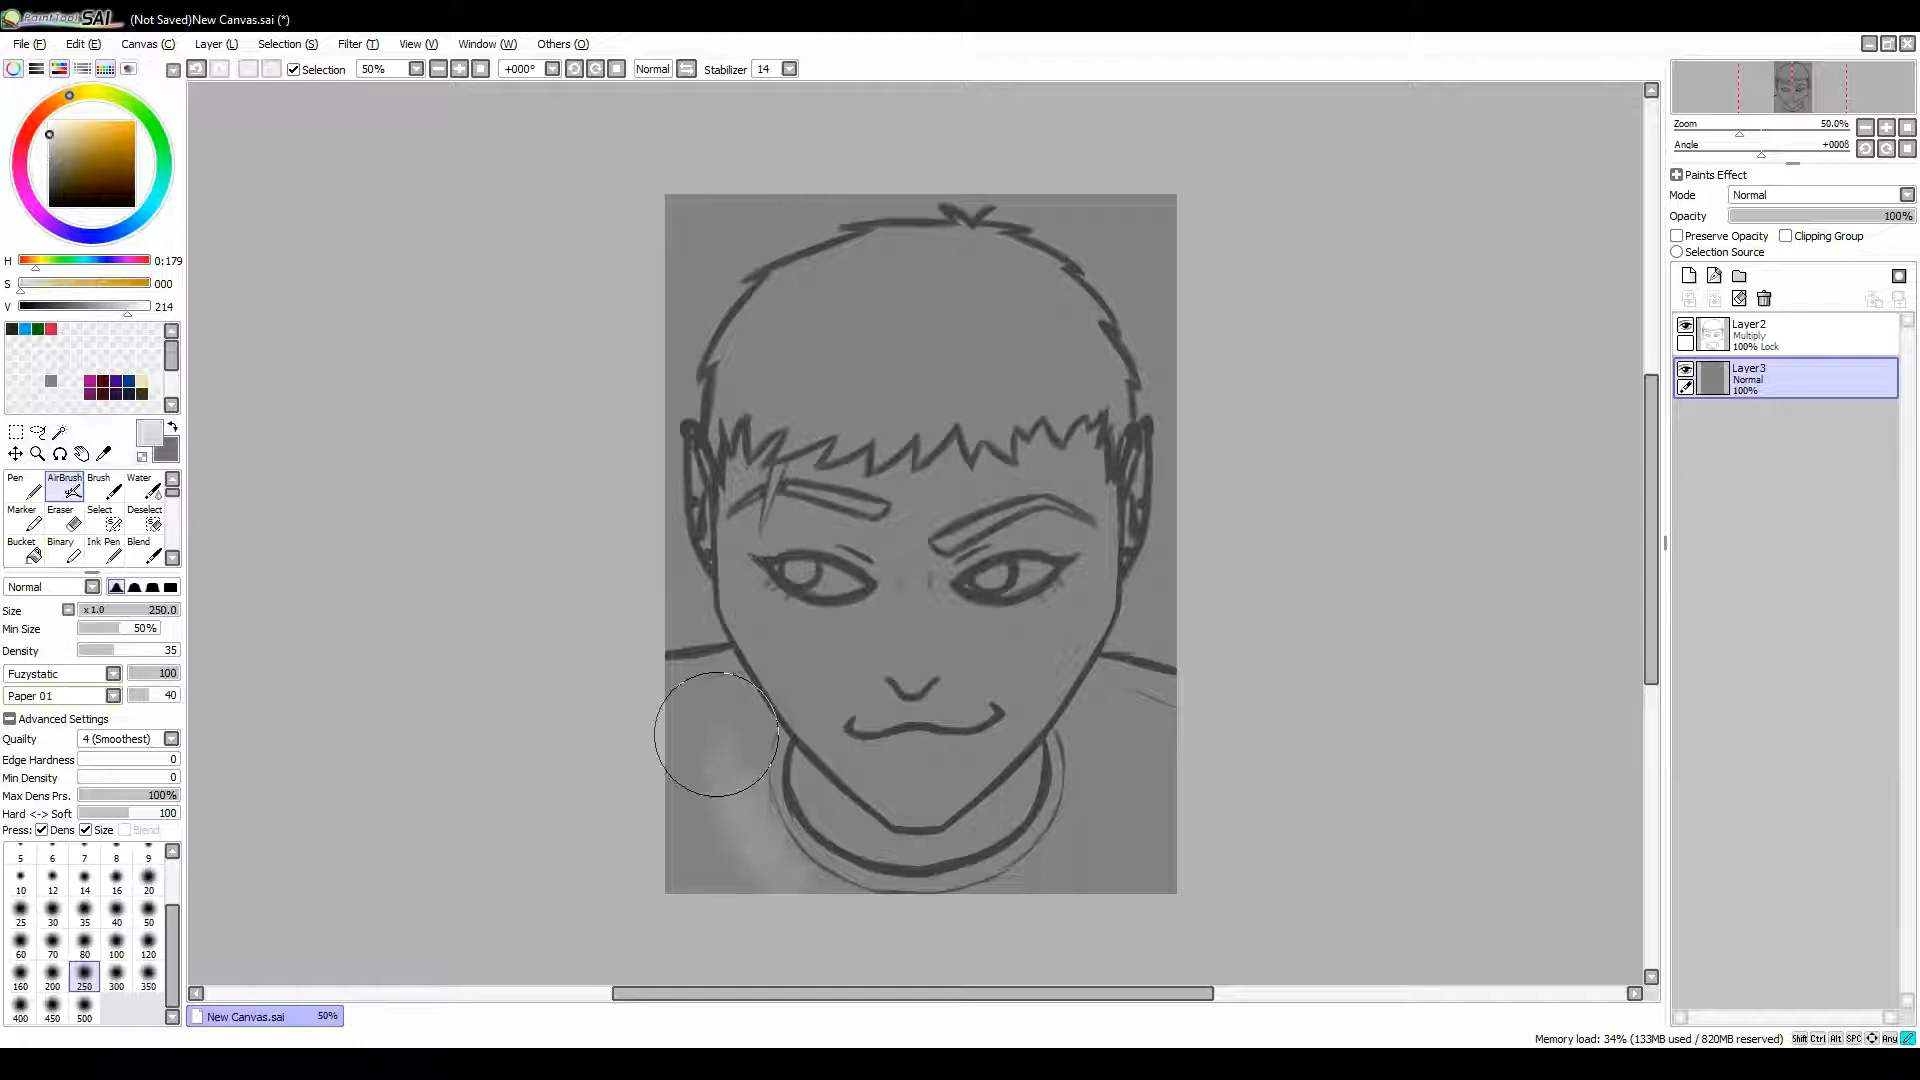 PaintTool SAI (Not Saved)New Canvas.sai (*)
File (F) Edit (E) Canvas (C) Layer (L) Selection (S) Filter (T) View (V) Window (W) Others (O)
Selection 50% +000° Normal Stabilizer 14
Zoom 50.0%
Angle +000ß
Paints Effect
Mode Normal
Opacity 100%
Preserve Opacity Clipping Group
Selection Source
H 0:179
S 000
V 214
Layer2
Multiply
100% Lock
Layer3
Normal
100%
Pen AirBrush Brush Water
Marker Eraser Select Deselect
Bucket Binary Ink Pen Blend
Normal
Size x 1.0 250.0
Min Size 50%
Density 35
Fuzystatic 100
Paper 01 40
Advanced Settings
Quailty 4 (Smoothest)
Edge Hardness 0
Min Density 0
Max Dens Prs. 100%
Hard <-> Soft 100
Press: Dens Size Blend
5 6 7 8 9
10 12 14 16 20
25 30 35 40 50
60 70 80 100 120
160 200 250 300 350
400 450 500
New Canvas.sai 50%
Memory load: 34% (133MB used / 820MB reserved) Shift Ctrl Alt SPC Any